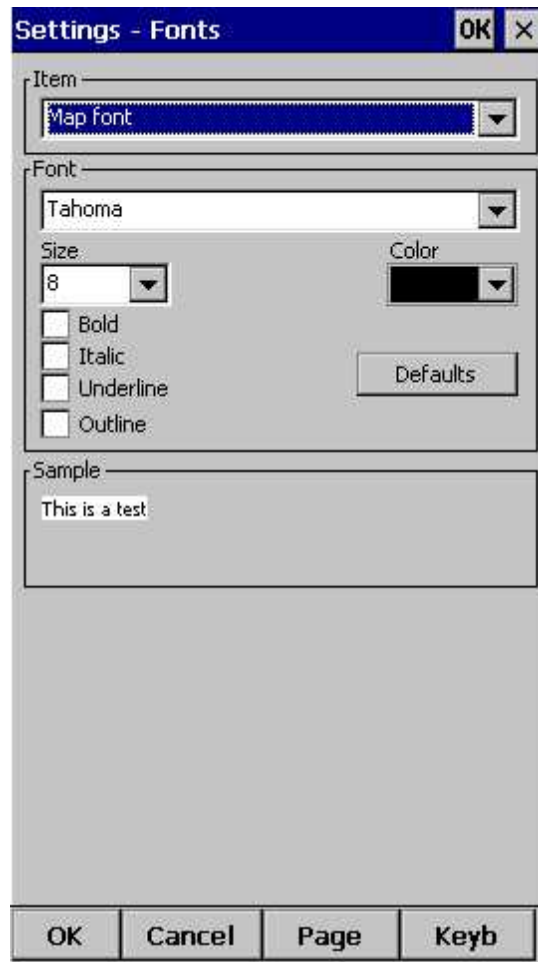 Settings - Fonts OK ×
Item
Map font
Font
Tahoma
Size Color
8
Bold
Italic
Underline
Defaults
Outline
Sample
This is a test
OK Cancel Page Keyb